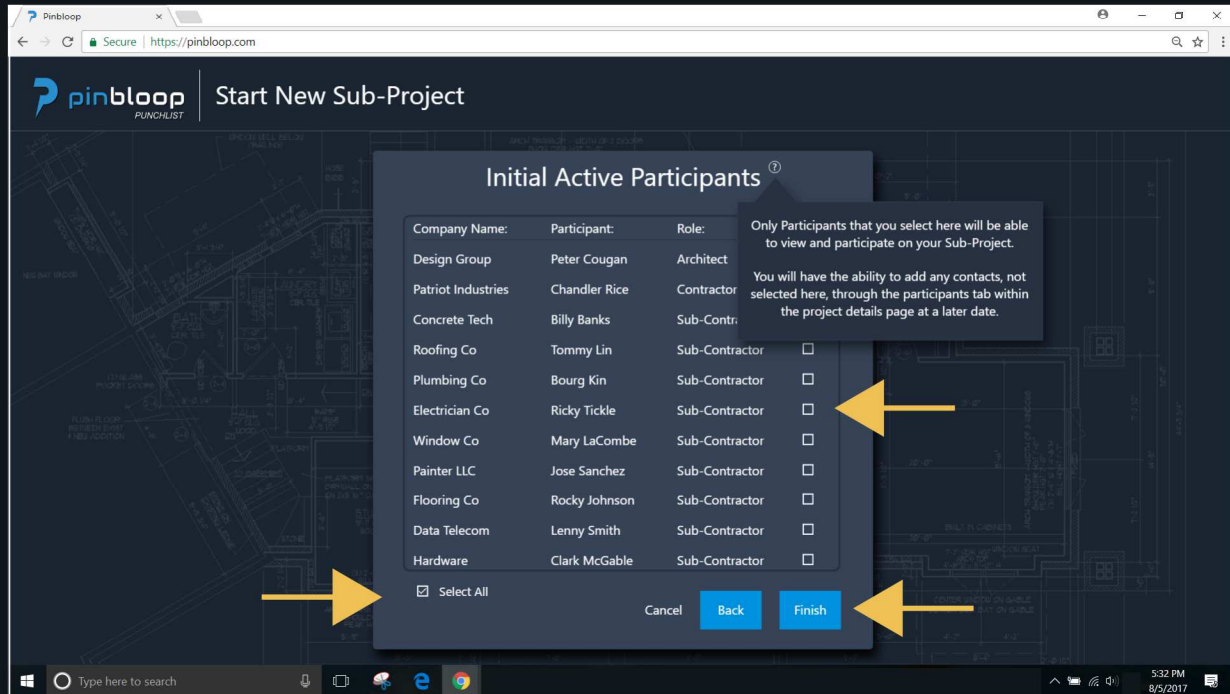 Pinbloop
Secure | https://pinbloop.com
pinbloop
PUNCHLIST
Start New Sub-Project
Initial Active Participants ?
Company Name: Participant: Role:
Design Group Peter Cougan Architect
Patriot Industries Chandler Rice Contractor
Concrete Tech Billy Banks Sub-Contra
Roofing Co Tommy Lin Sub-Contractor
Plumbing Co Bourg Kin Sub-Contractor
Electrician Co Ricky Tickle Sub-Contractor
Window Co Mary LaCombe Sub-Contractor
Painter LLC Jose Sanchez Sub-Contractor
Flooring Co Rocky Johnson Sub-Contractor
Data Telecom Lenny Smith Sub-Contractor
Hardware Clark McGable Sub-Contractor
Only Participants that you select here will be able
to view and participate on your Sub-Project.
You will have the ability to add any contacts, not
selected here, through the participants tab within
the project details page at a later date.
Select All
Cancel Back Finish
Type here to search
5:32 PM
8/5/2017